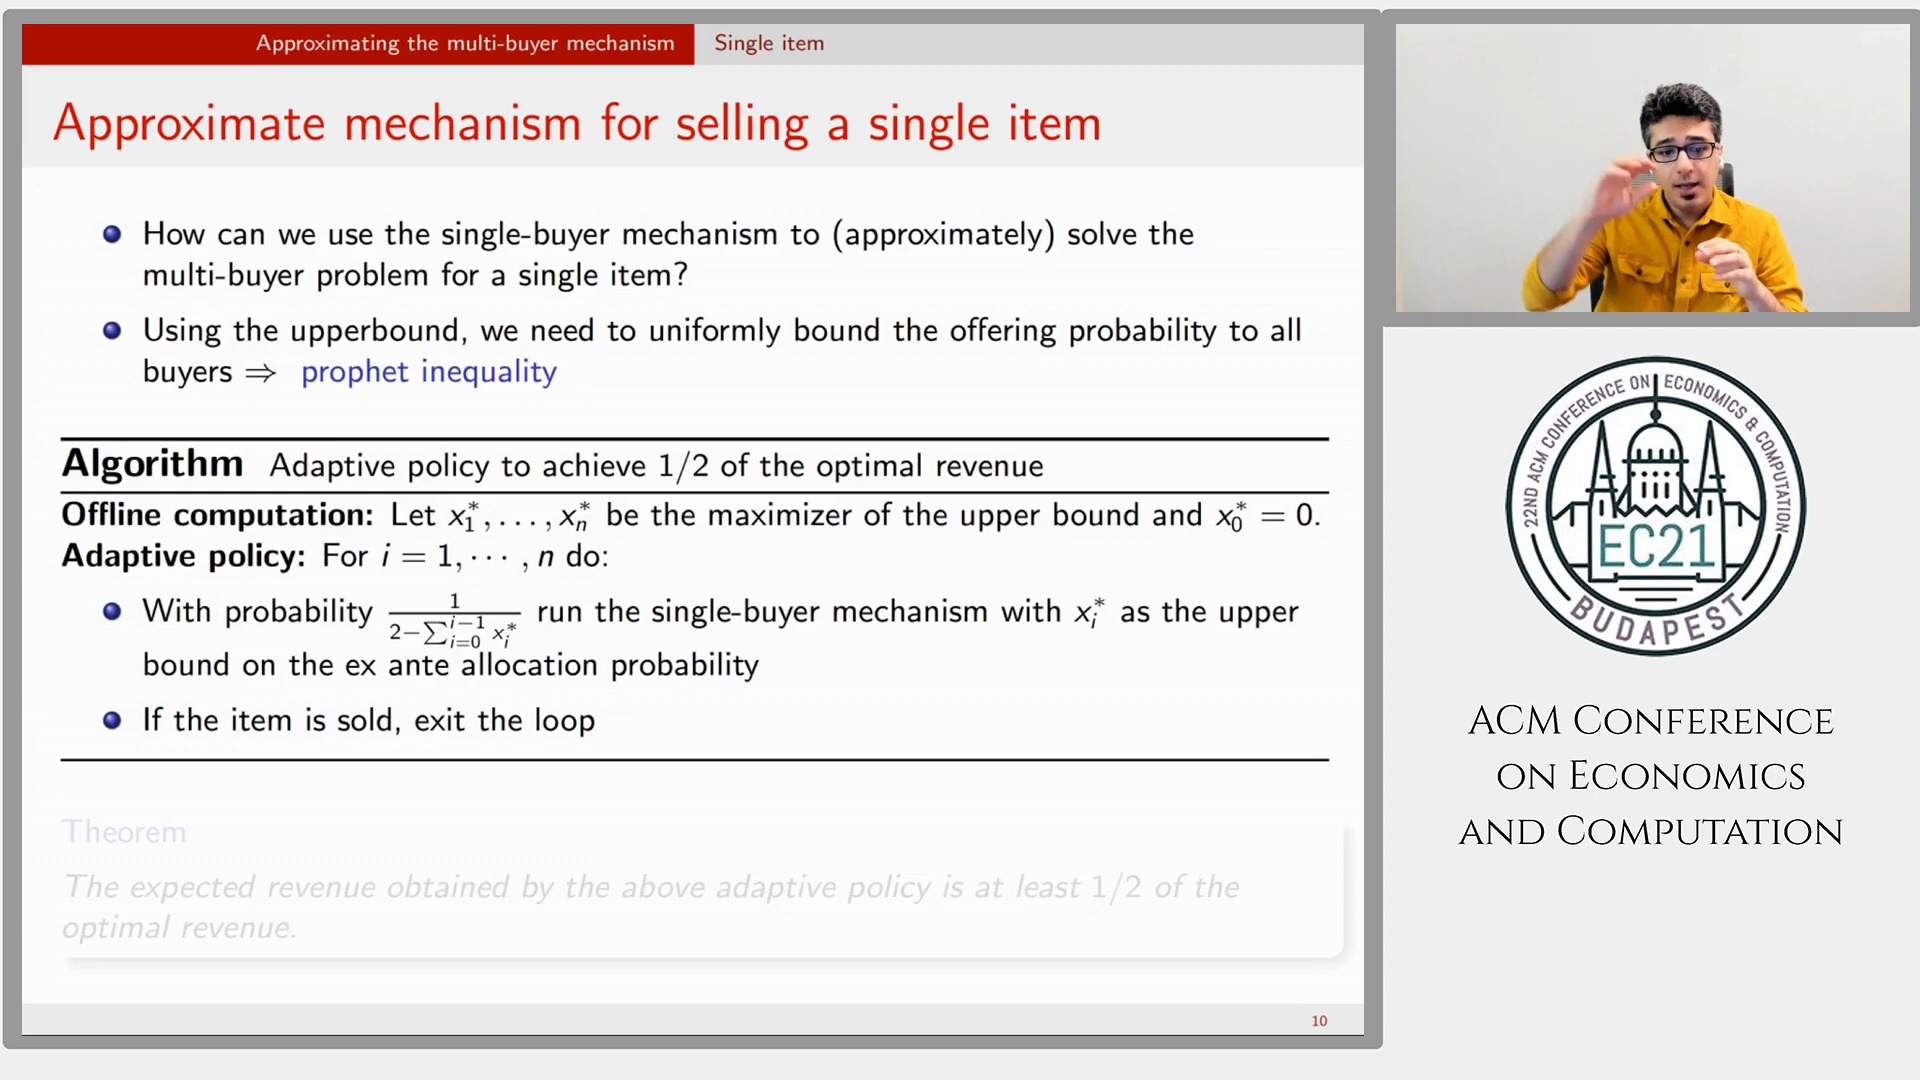 Approximating the multi-buyer mechanism Single item
Approximate mechanism for selling a single item
How can we use the single-buyer mechanism to (approximately) solve the
multi-buyer problem for a single item?
Using the upperbound, we need to uniformly bound the offering probability to all
buyers ⇒ prophet inequality
Algorithm Adaptive policy to achieve 1/2 of the optimal revenue
Offline computation: Let x₁*, . . . , xₙ* be the maximizer of the upper bound and x₀* = 0.
Adaptive policy: For i = 1, ⋯ , n do:
With probability 1/(2−∑_{i=0}^{i−1} x_i*) run the single-buyer mechanism with x_i* as the upper
bound on the ex ante allocation probability
If the item is sold, exit the loop
Theorem
The expected revenue obtained by the above adaptive policy is at least 1/2 of the
optimal revenue.
10
22ND ACM CONFERENCE ON ECONOMICS & COMPUTATION
EC21
BUDAPEST
ACM Conference
on Economics
and Computation